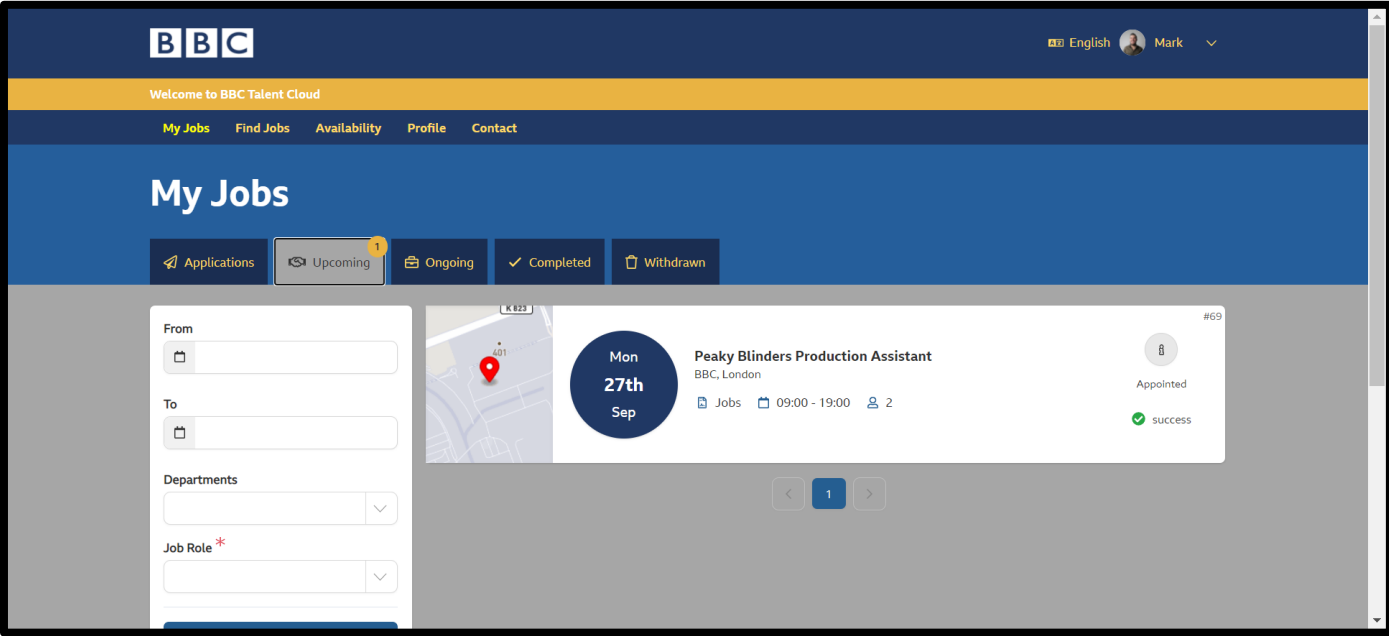 BBC
English Mark
Welcome to BBC Talent Cloud
My Jobs Find Jobs Availability Profile Contact
My Jobs
Applications Upcoming 1 Ongoing Completed Withdrawn
From
To
Departments
Job Role *
K 823
401
Mon
27th
Sep
Peaky Blinders Production Assistant
BBC, London
Jobs 09:00 - 19:00 2
#69
Appointed
success
1